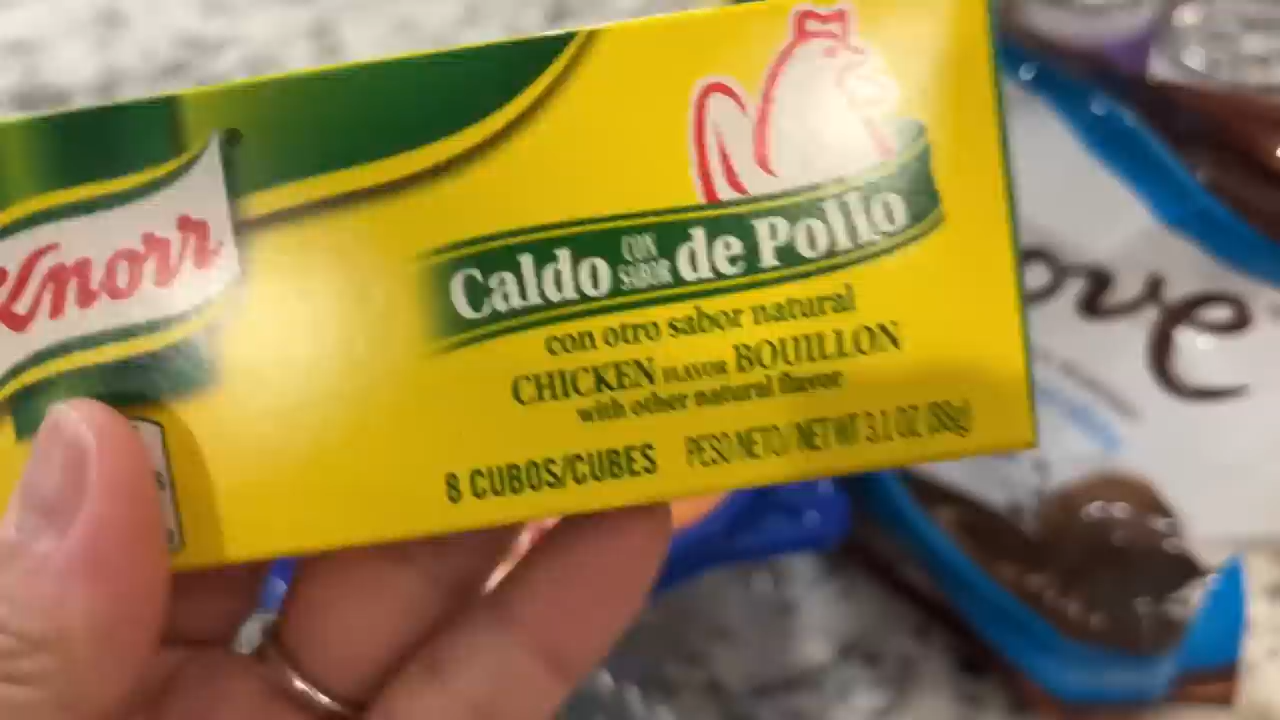 Knorr
Caldo CON SABOR de Pollo
con otro sabor natural
CHICKEN FLAVOR BOUILLON
with other natural flavor
8 CUBOS/CUBES PESO NETO/NET WT 3.1 OZ (88g)
ove